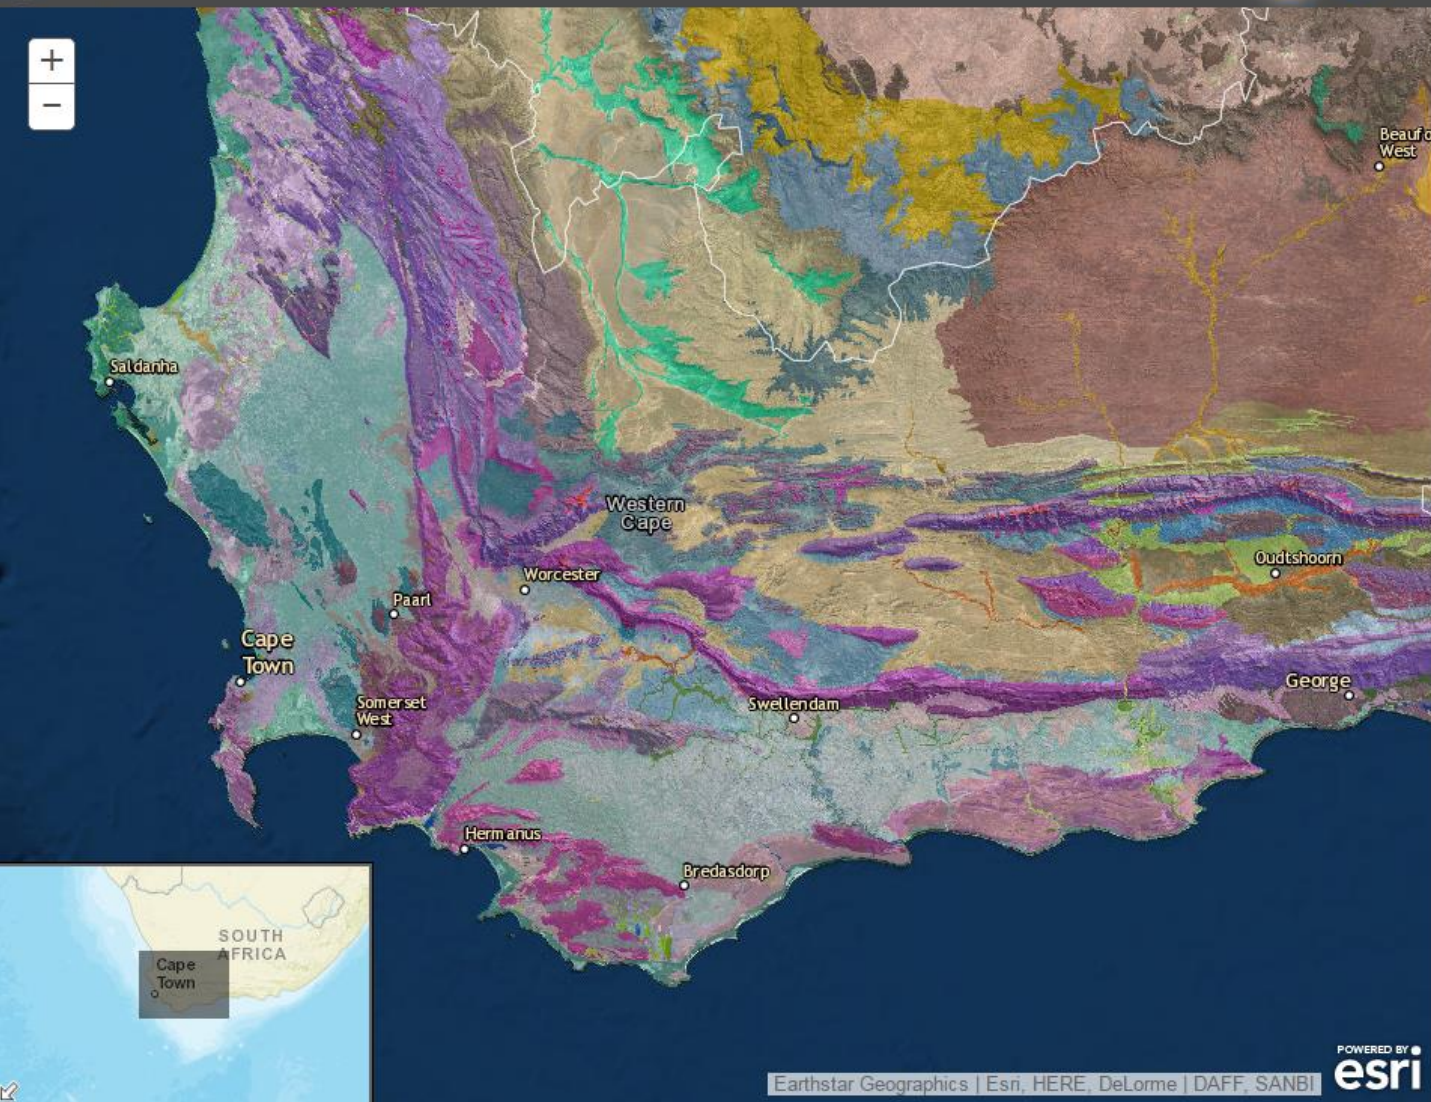 +
−
Beaufo
West
Saldanha
Western
Cape
Oudtshoorn
Worcester
Paarl
Cape
Town
George
Somerset
West
Swellendam
Hermanus
Bredasdorp
SOUTH
AFRICA
Cape
Town
POWERED BY
esri
Earthstar Geographics | Esri, HERE, DeLorme | DAFF, SANBI